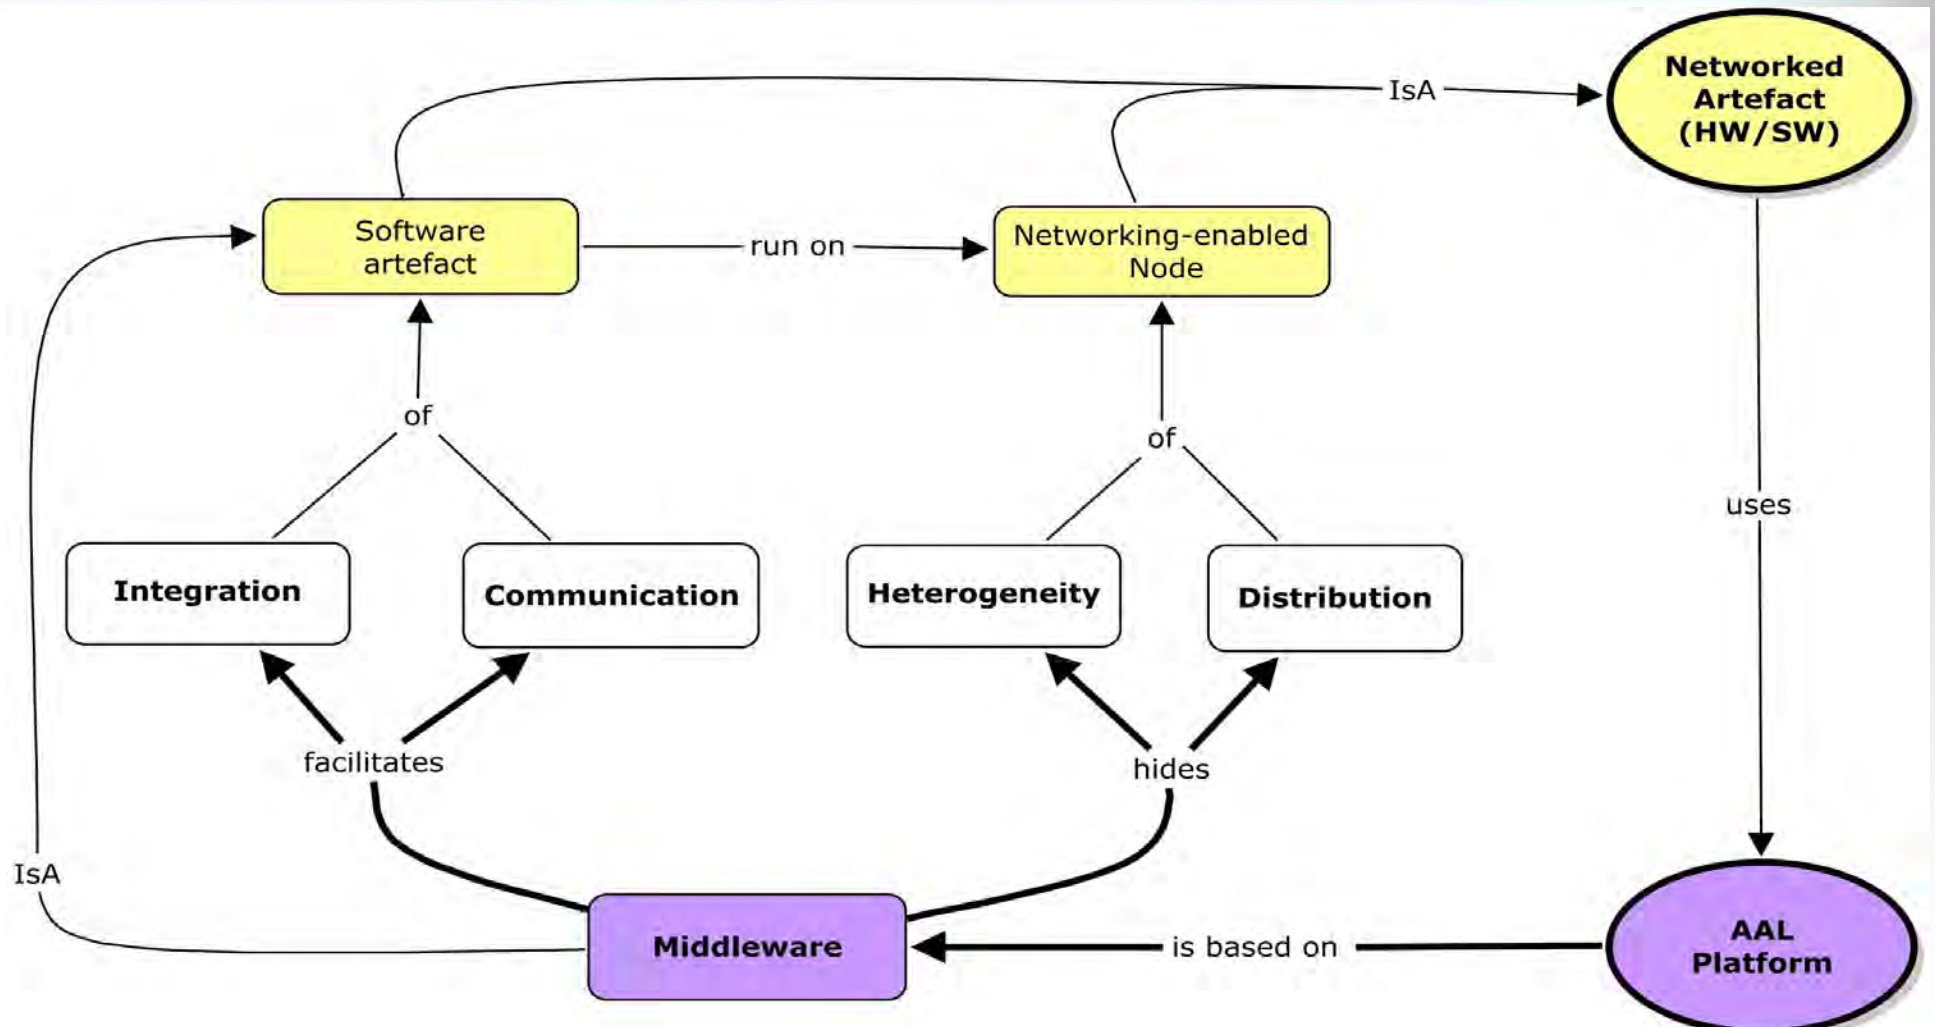 Networked
Artefact
(HW/SW)
IsA
Software
artefact
run on
Networking-enabled
Node
of
of
uses
Integration
Communication
Heterogeneity
Distribution
facilitates
hides
IsA
Middleware
is based on
AAL
Platform